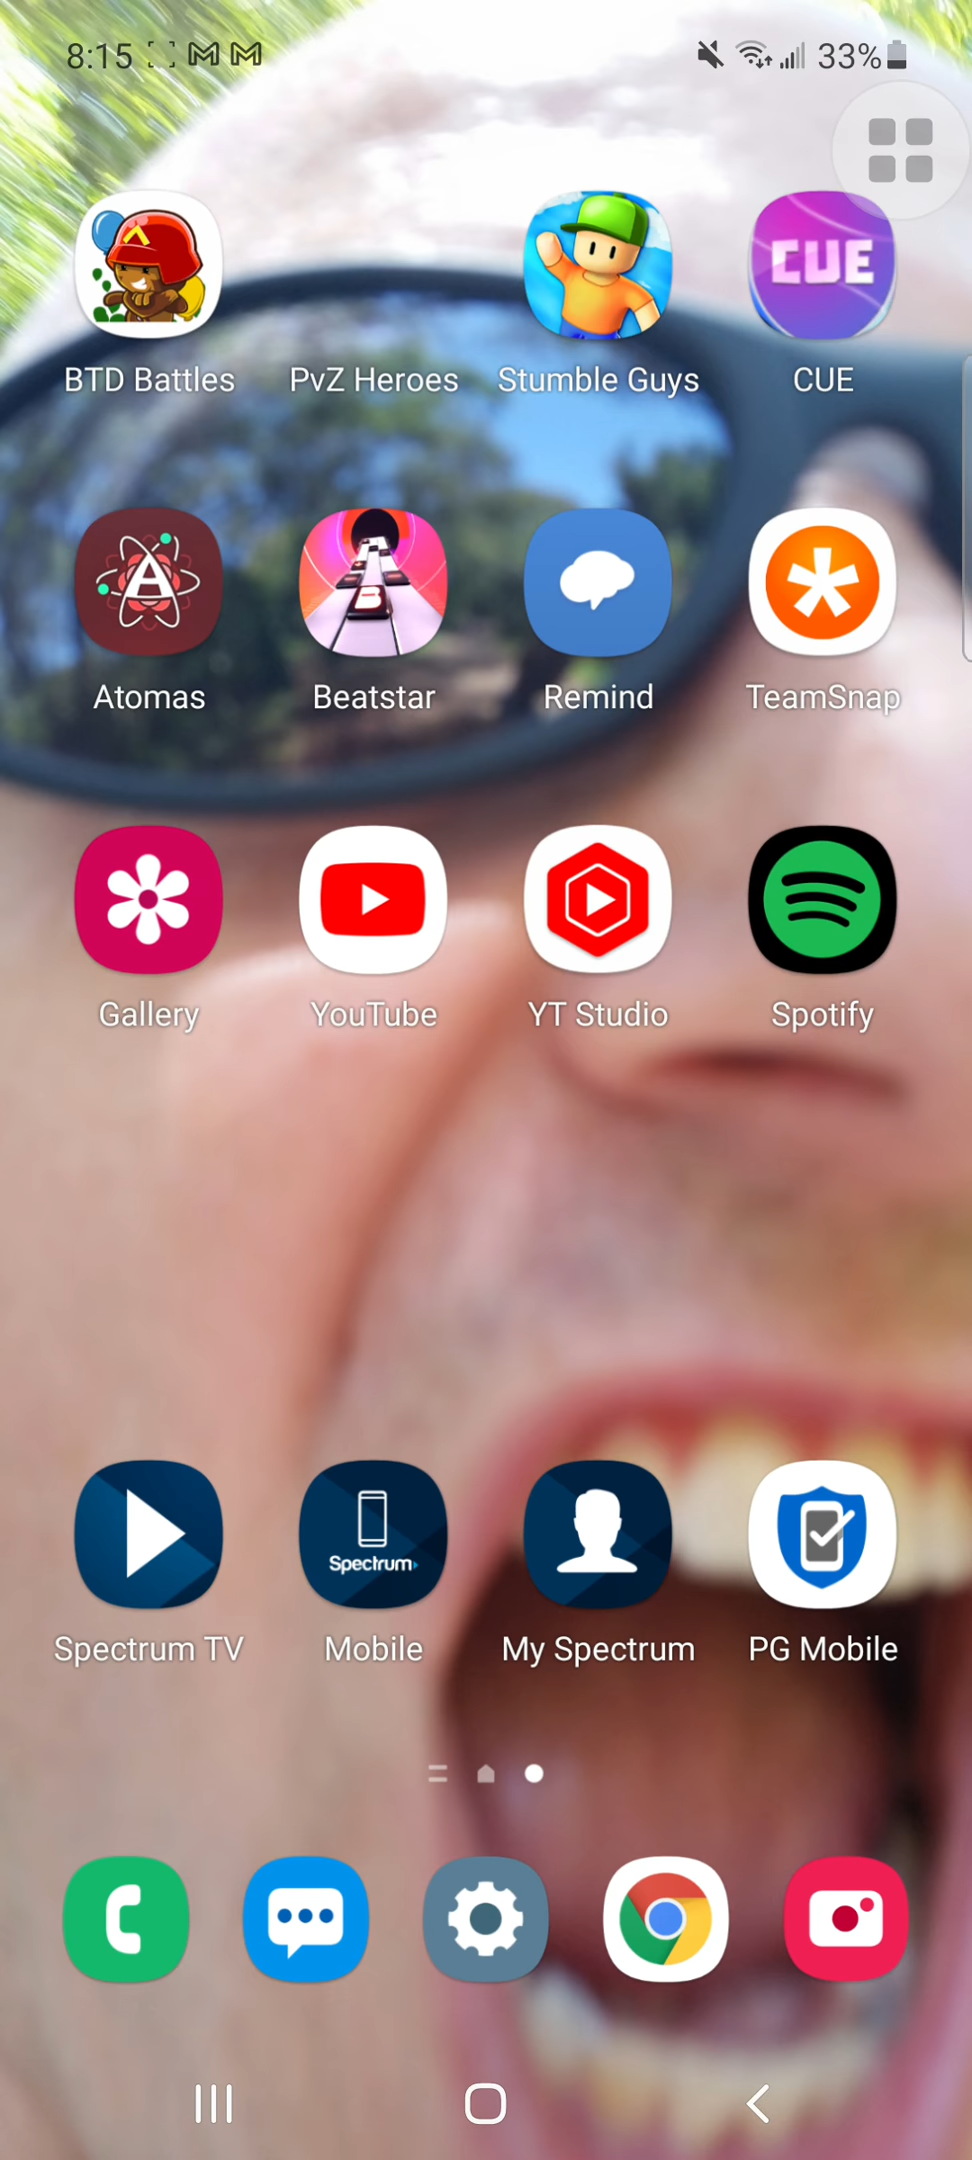 8:15 33%
CUE
BTD Battles PvZ Heroes Stumble Guys CUE
A B
Atomas Beatstar Remind TeamSnap
Gallery YouTube YT Studio Spotify
Spectrum
Spectrum TV Mobile My Spectrum PG Mobile